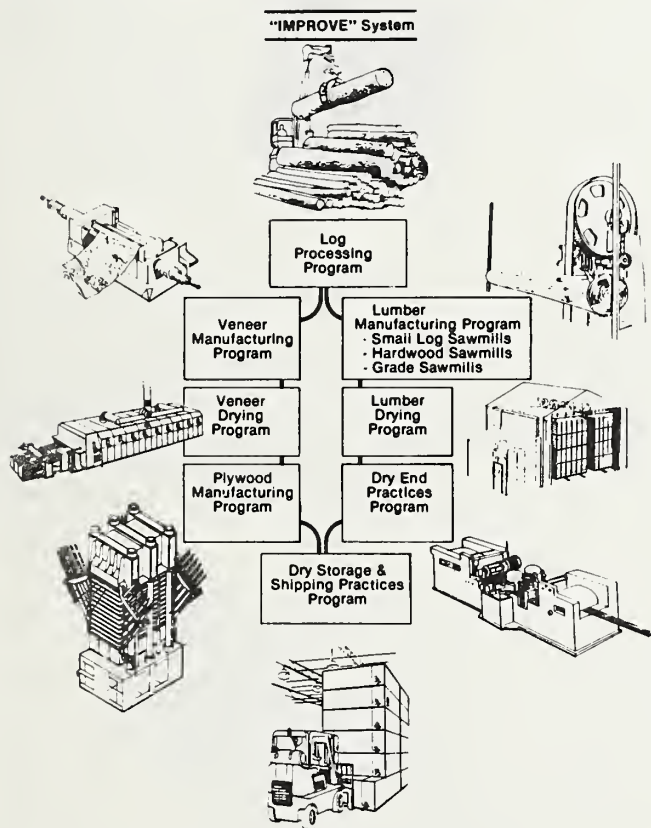 "IMPROVE" System
Log
Processing
Program
Veneer
Manufacturing
Program
Lumber
Manufacturing Program
- Small Log Sawmills
- Hardwood Sawmills
- Grade Sawmills
Veneer
Drying
Program
Lumber
Drying
Program
Plywood
Manufacturing
Program
Dry End
Practices
Program
Dry Storage &
Shipping Practices
Program